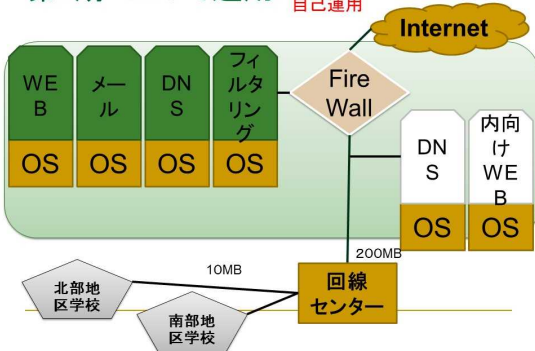 自己運用
Internet
WE
B
OS
メー
ル
OS
DN
S
OS
フィ
ルタ
リン
グ
OS
Fire
Wall
DN
S
OS
内向
け
WE
B
OS
200MB
10MB
回線
センター
北部地
区学校
南部地
区学校